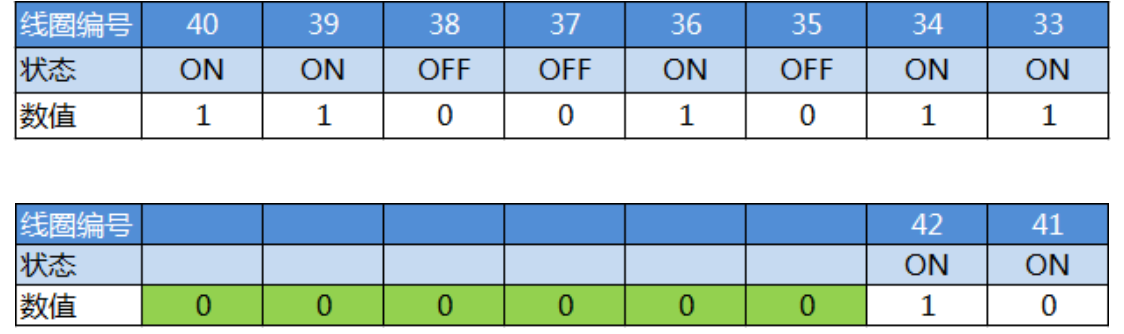 线圈编号 40 39 38 37 36 35 34 33
状态 ON ON OFF OFF ON OFF ON ON
数值 1 1 0 0 1 0 1 1
线圈编号 42 41
状态 ON ON
数值 0 0 0 0 0 0 1 0